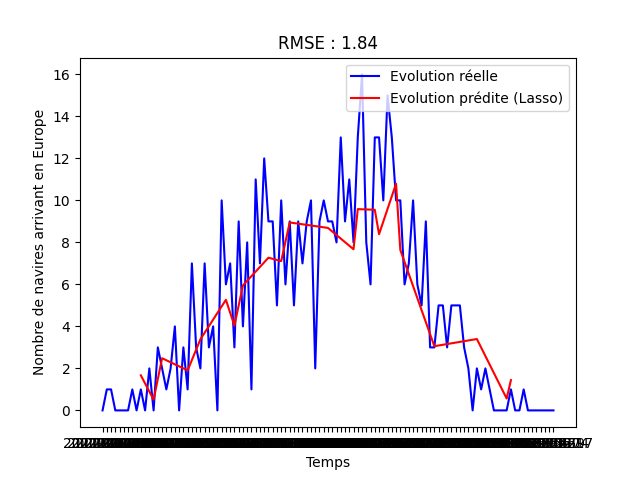 RMSE : 1.84
Evolution réelle
Evolution prédite (Lasso)
Nombre de navires arrivant en Europe
16
14
12
10
8
6
4
2
0
Temps